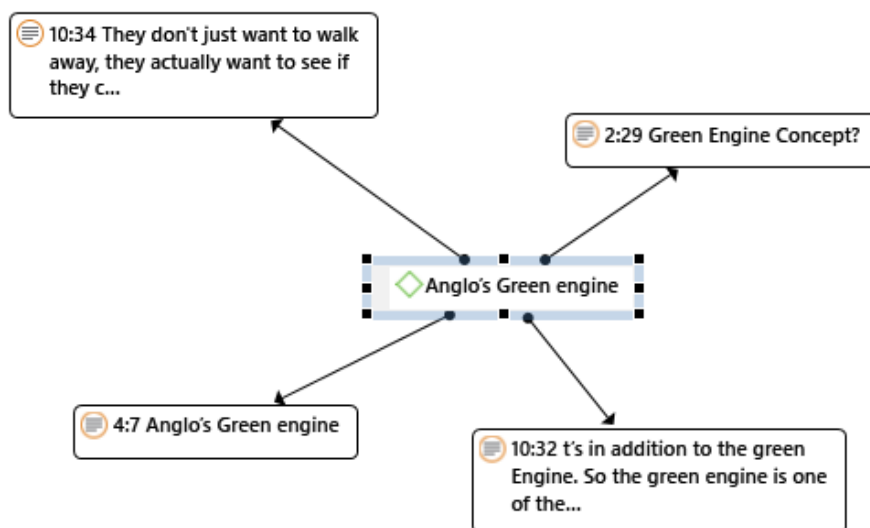 10:34 They don't just want to walk
away, they actually want to see if
they c...
2:29 Green Engine Concept?
Anglo's Green engine
4:7 Anglo's Green engine
10:32 t's in addition to the green
Engine. So the green engine is one
of the...